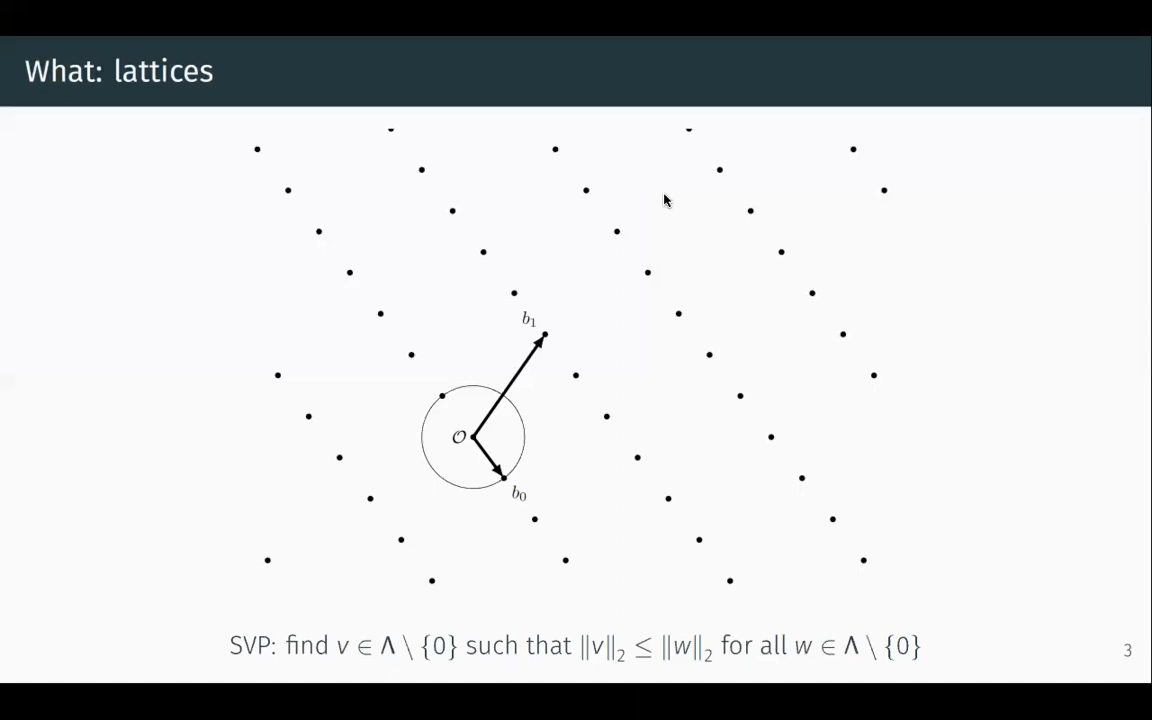 What: lattices
b₁
𝒪
b₀
SVP: find v ∈ Λ \ {0} such that ‖v‖₂ ≤ ‖w‖₂ for all w ∈ Λ \ {0}
3